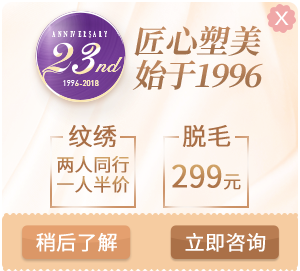 ANNIVERSARY
23nd
1996-2018
匠心塑美
始于1996
X
纹绣
两人同行
一人半价
脱毛
299元
稍后了解
立即咨询